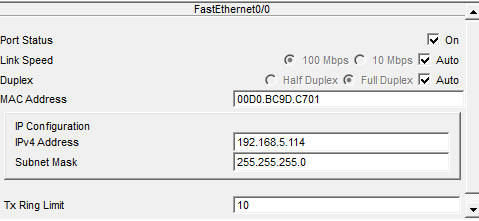 FastEthernet0/0
Port Status On
Link Speed 100 Mbps 10 Mbps Auto
Duplex Half Duplex Full Duplex Auto
MAC Address 00D0.BC9D.C701
IP Configuration
IPv4 Address 192.168.5.114
Subnet Mask 255.255.255.0
Tx Ring Limit 10